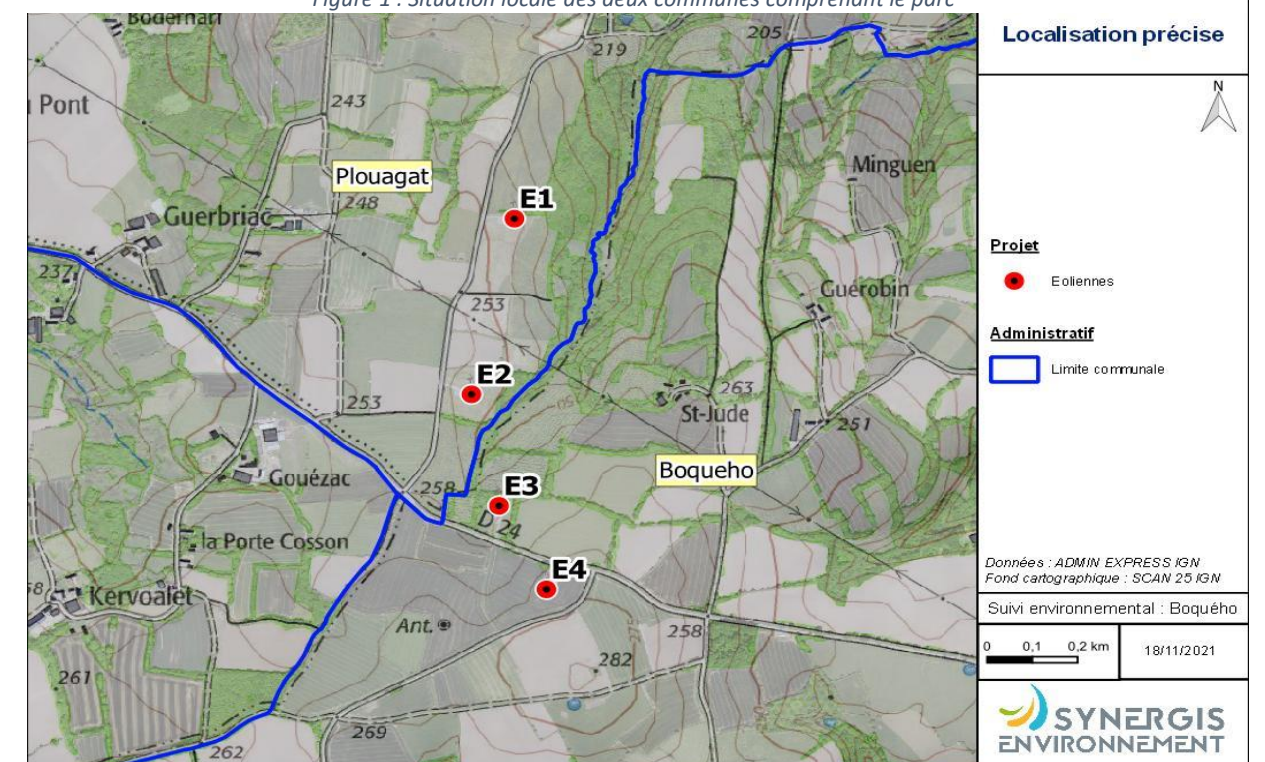 Figure 1 : Situation locale des deux communes comprenant le parc
Bodernan
219
205
Localisation précise
N
Pont
243
Minguen
Plouagat
E1
248
Guerbriac
Projet
237
Eoliennes
Guérobin
253
Administratif
Limite communale
E2
263
253
St-Jude
251
Boqueho
Gouézac
258
E3
D 24
la Porte Cosson
Données : ADMIN EXPRESS IGN
Fond cartographique : SCAN 25 IGN
E4
58
Kervoalet
Suivi environnemental : Boquého
Ant.
258
0 0,1 0,2 km
18/11/2021
282
275
261
269
262
SYNERGIS
ENVIRONNEMENT